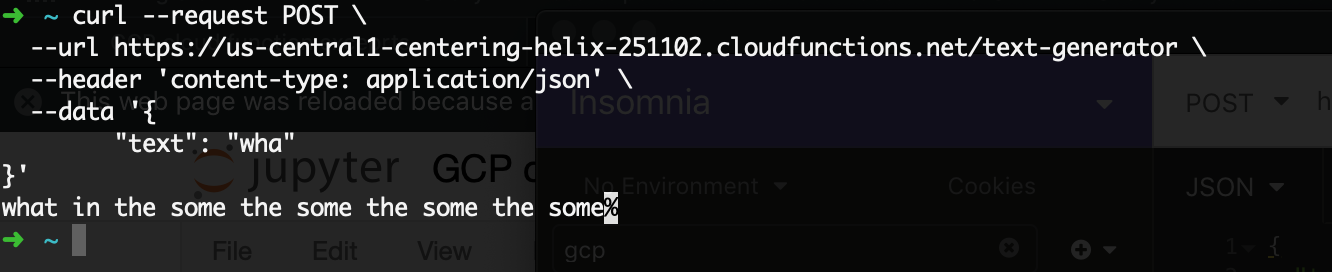 ➜ ~ curl --request POST \
--url https://us-central1-centering-helix-251102.cloudfunctions.net/text-generator \
--header 'content-type: application/json' \
This web page was reloaded because a
Insomnia
POST
h
--data '{
"text": "wha"
}'
jupyter
GCP
No Environment
Cookies
JSON
what in the some the some the some the some%
➜ ~
File
Edit
View
gcp
1
{